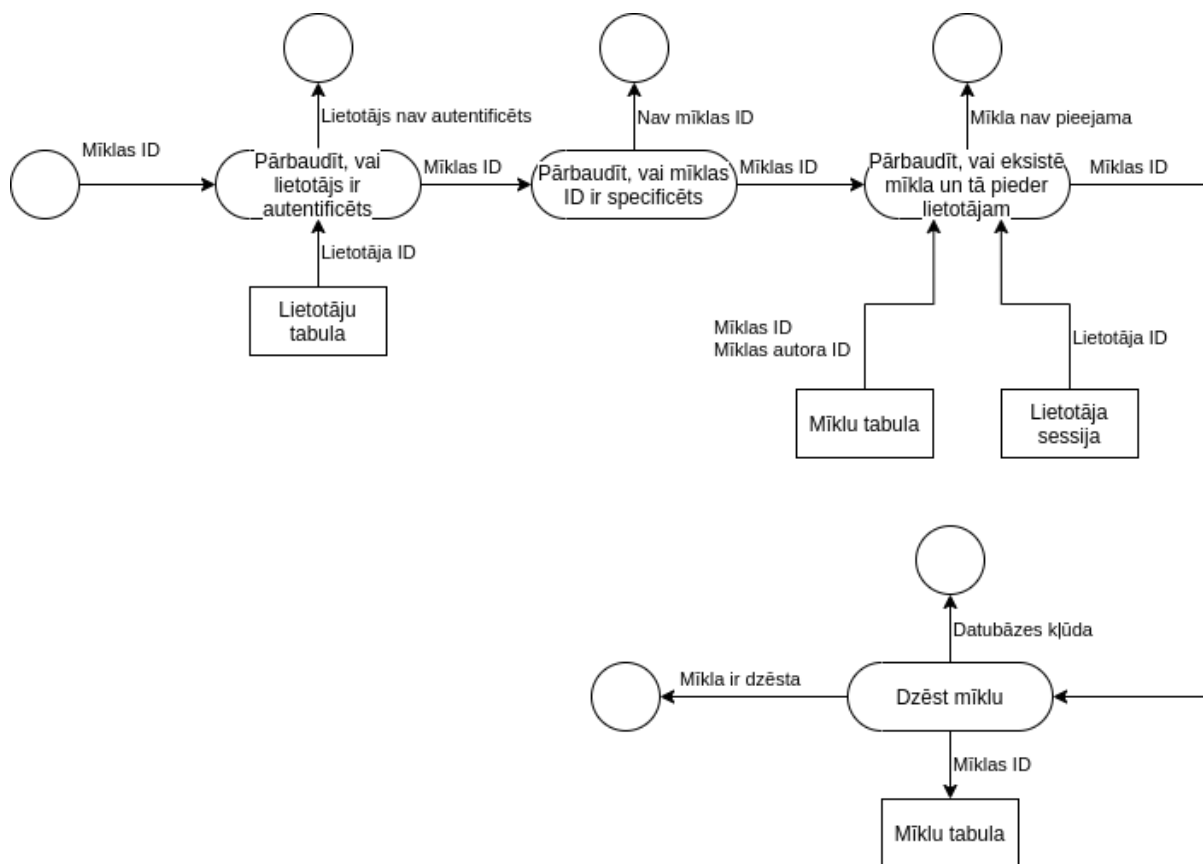 Mīklas ID
Lietotājs nav autentificēts
Pārbaudīt, vai
lietotājs ir
autentificēts
Lietotāja ID
Lietotāju
tabula
Mīklas ID
Nav mīklas ID
Pārbaudīt, vai mīklas
ID ir specificēts
Mīklas ID
Mīkla nav pieejama
Pārbaudīt, vai eksistē
mīkla un tā pieder
lietotājam
Mīklas ID
Mīklas ID
Mīklas autora ID
Mīklu tabula
Lietotāja ID
Lietotāja
sessija
Datubāzes kļūda
Mīkla ir dzēsta
Dzēst mīklu
Mīklas ID
Mīklu tabula